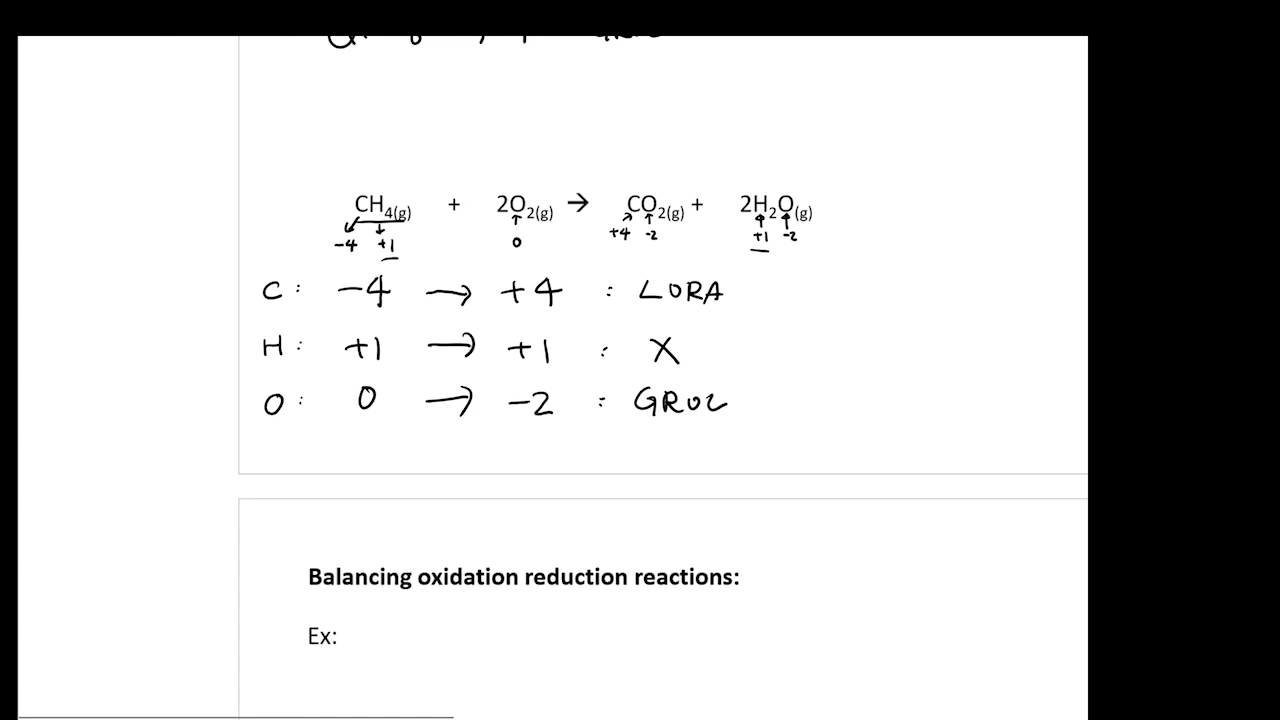 CH4(g) + 2O2(g) → CO2(g) + 2H2O(g)
-4 +1 0 +4 -2 +1 -2
C: -4 → +4 : LORA
H: +1 → +1 : X
O: 0 → -2 : GROZ
Balancing oxidation reduction reactions:
Ex: